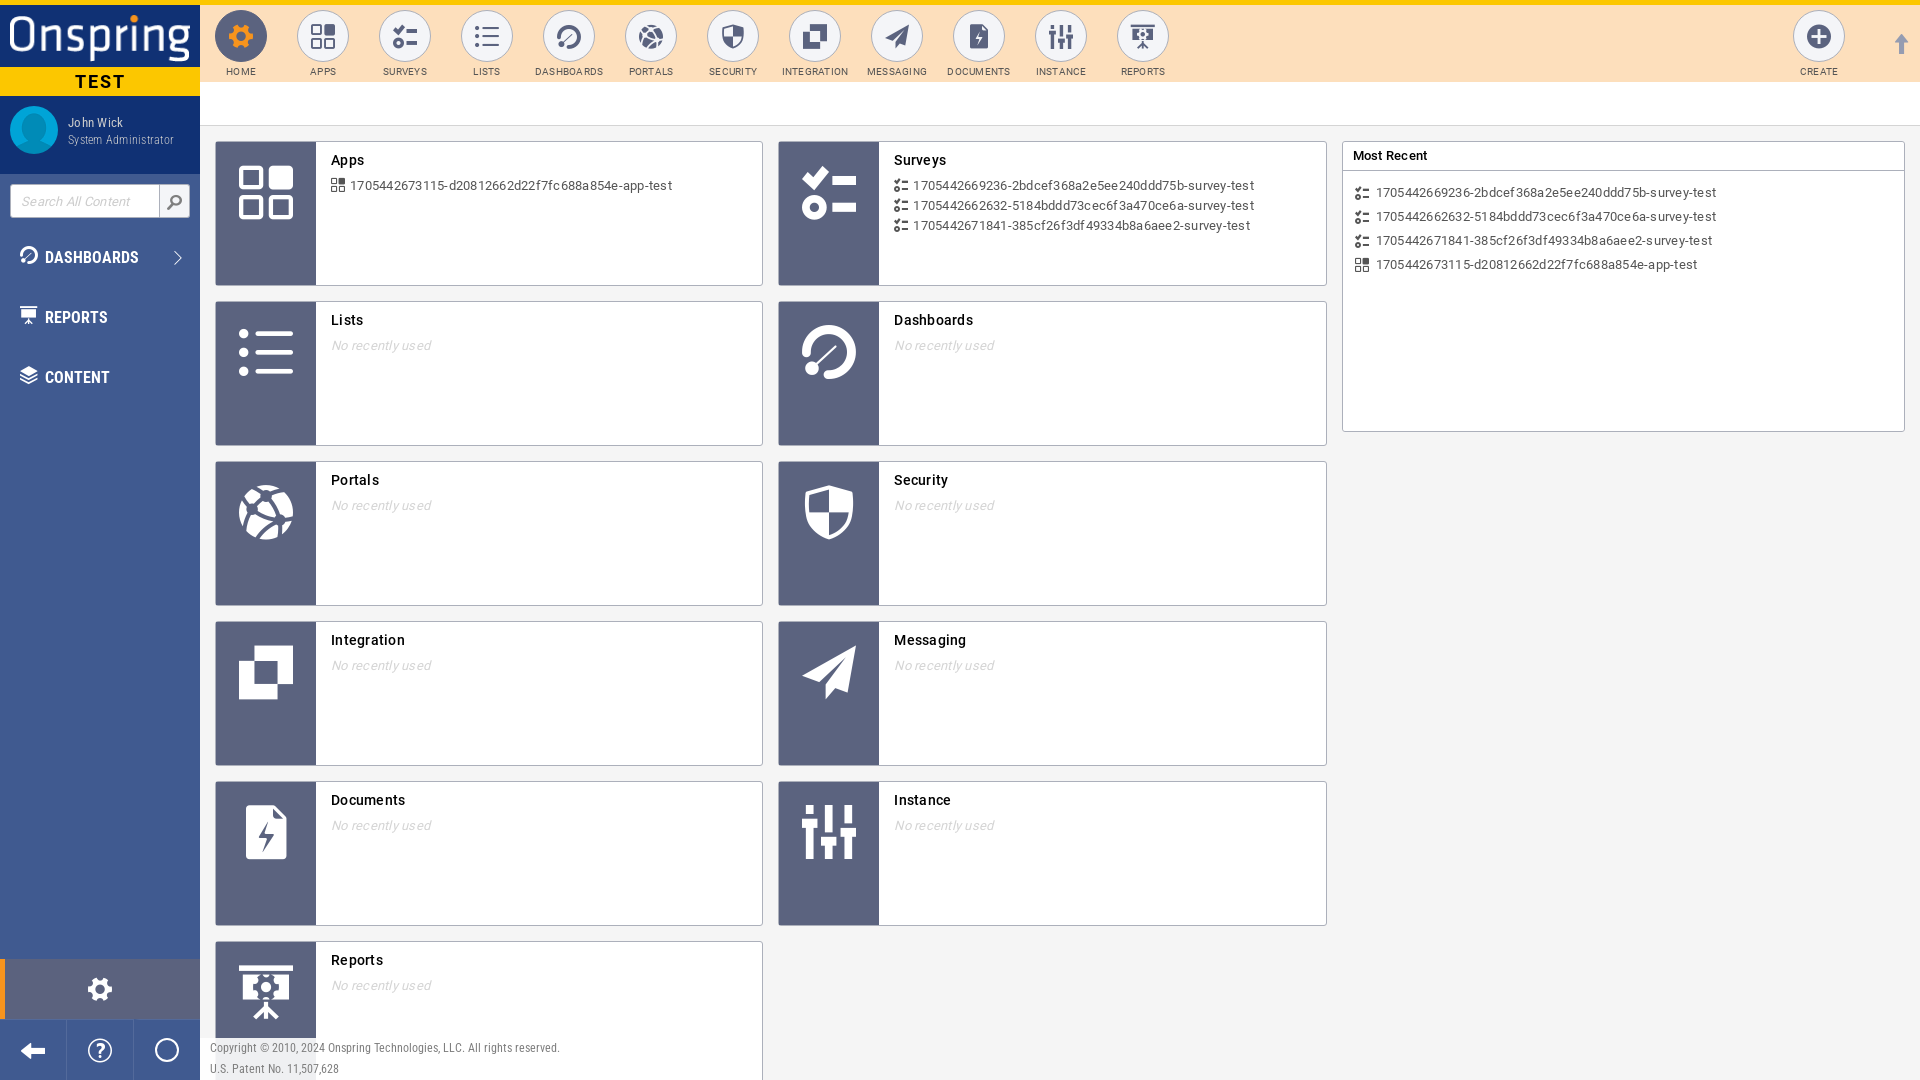 Onspring
TEST
John Wick
System Administrator
Search All Content
DASHBOARDS
REPORTS
CONTENT
HOME
APPS
SURVEYS
LISTS
DASHBOARDS
PORTALS
SECURITY
INTEGRATION
MESSAGING
DOCUMENTS
INSTANCE
REPORTS
CREATE
Apps
1705442673115-d20812662d22f7fc688a854e-app-test
Surveys
1705442669236-2bdcef368a2e5ee240ddd75b-survey-test
1705442662632-5184bddd73cec6f3a470ce6a-survey-test
1705442671841-385cf26f3df49334b8a6aee2-survey-test
Most Recent
1705442669236-2bdcef368a2e5ee240ddd75b-survey-test
1705442662632-5184bddd73cec6f3a470ce6a-survey-test
1705442671841-385cf26f3df49334b8a6aee2-survey-test
1705442673115-d20812662d22f7fc688a854e-app-test
Lists
No recently used
Dashboards
No recently used
Portals
No recently used
Security
No recently used
Integration
No recently used
Messaging
No recently used
Documents
No recently used
Instance
No recently used
Reports
No recently used
Copyright © 2010, 2024 Onspring Technologies, LLC. All rights reserved.
U.S. Patent No. 11,507,628